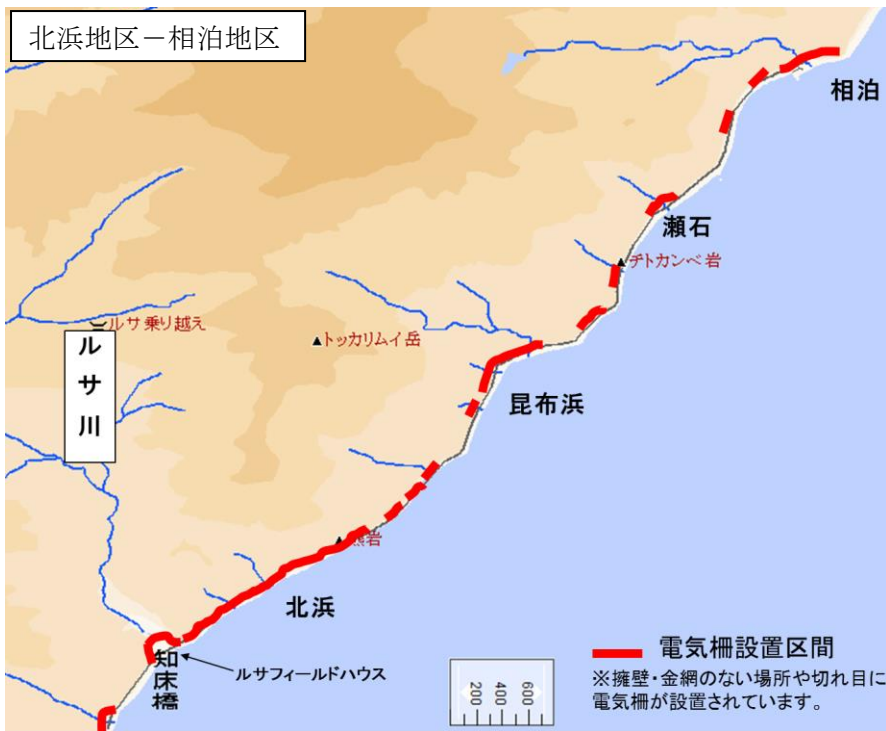 北浜地区－相泊地区
相泊
瀬石
チトカンベ岩
ルサ乗り越え
トッカリムイ岳
ルサ川
昆布浜
熊岩
北浜
知床橋
ルサフィールドハウス
電気柵設置区間
※擁壁・金網のない場所や切れ目に
電気柵が設置されています。
200 400 600